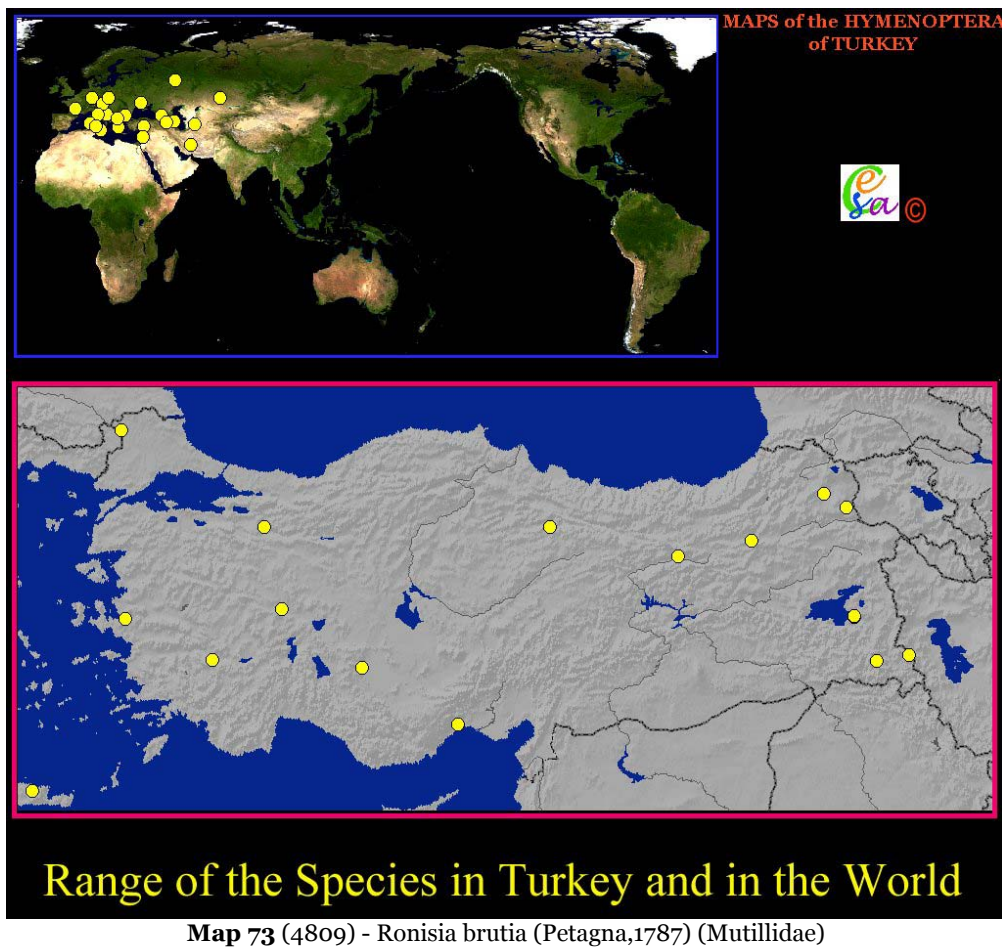 MAPS of the HYMENOPTERA
of TURKEY
e
Csa ©
Range of the Species in Turkey and in the World
Map 73 (4809) - Ronisia brutia (Petagna,1787) (Mutillidae)